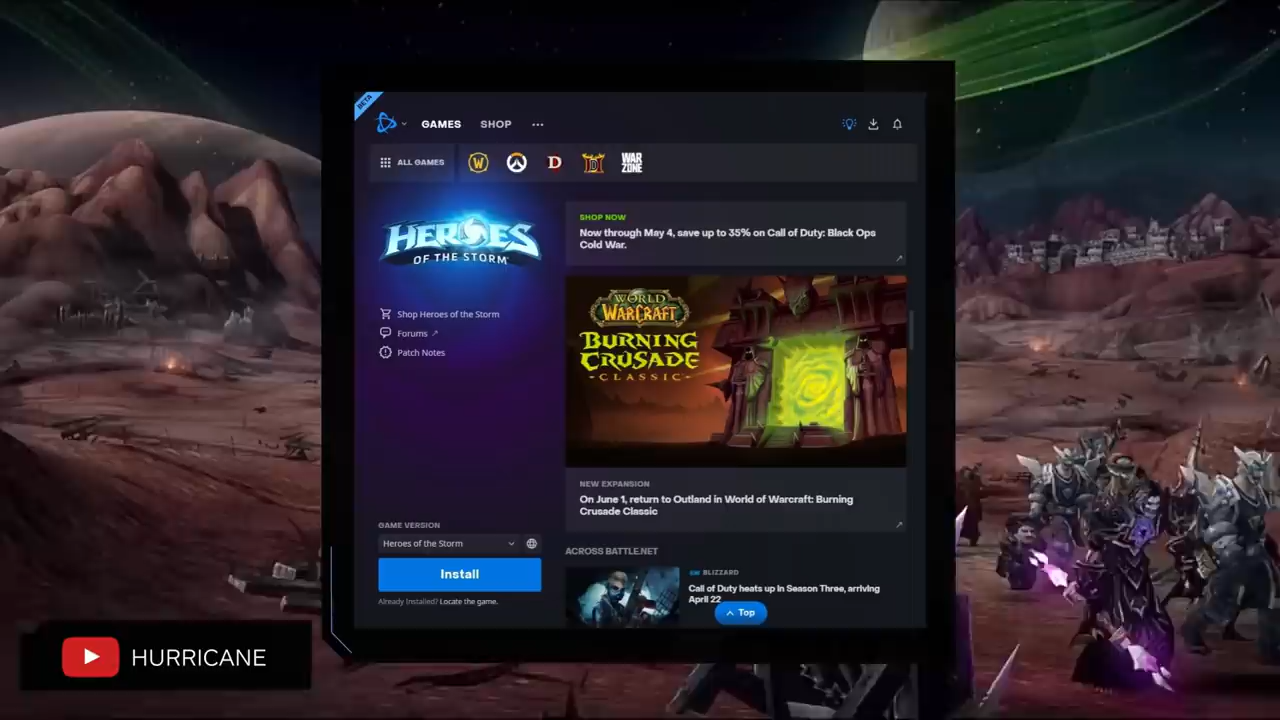 BETA
GAMES SHOP
ALL GAMES
W
D
WAR
ZONE
HEROES
OF THE STORM
Shop Heroes of the Storm
Forums
Patch Notes
GAME VERSION
Heroes of the Storm
Install
Already Installed? Locate the game.
SHOP NOW
Now through May 4, save up to 35% on Call of Duty: Black Ops
Cold War.
WORLD
WARCRAFT
BURNING
CRUSADE
-CLASSIC-
NEW EXPANSION
On June 1, return to Outland in World of Warcraft: Burning
Crusade Classic
ACROSS BATTLE.NET
BLIZZARD
Call of Duty heats up in Season Three, arriving
April 22
Top
HURRICANE